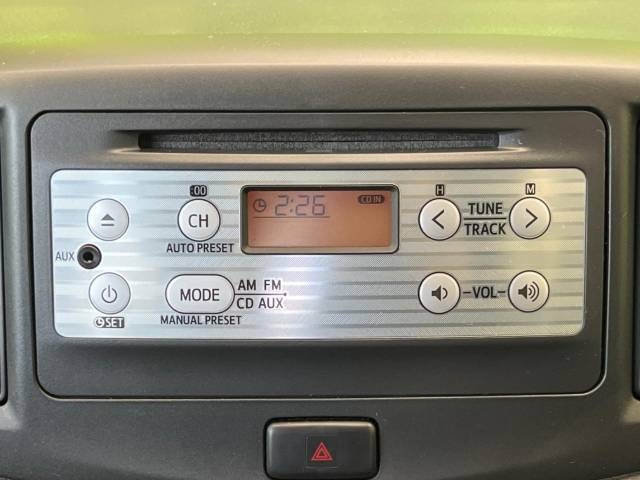 :00
H
M
CH
2:26
CD IN
<
TUNE
TRACK
>
AUTO PRESET
AUX
MODE
AM FM
CD AUX
-VOL-
SET
MANUAL PRESET